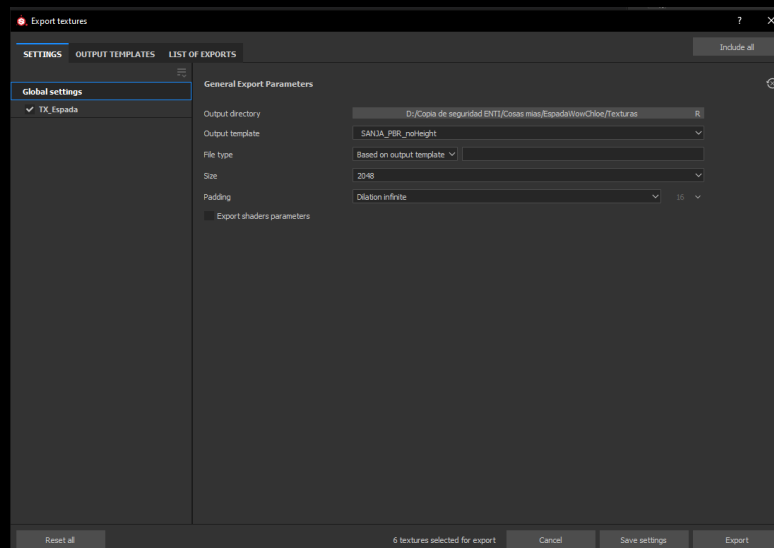 Export textures ? X
SETTINGS OUTPUT TEMPLATES LIST OF EXPORTS Include all
Global settings
TX_Espada
General Export Parameters
Output directory D:/Copia de seguridad ENTI/Cosas mias/EspadaWowChloe/Texturas R
Output template SANJA_PBR_noHeight
File type Based on output template
Size 2048
Padding Dilation infinite 16
Export shaders parameters
Reset all 6 textures selected for export Cancel Save settings Export